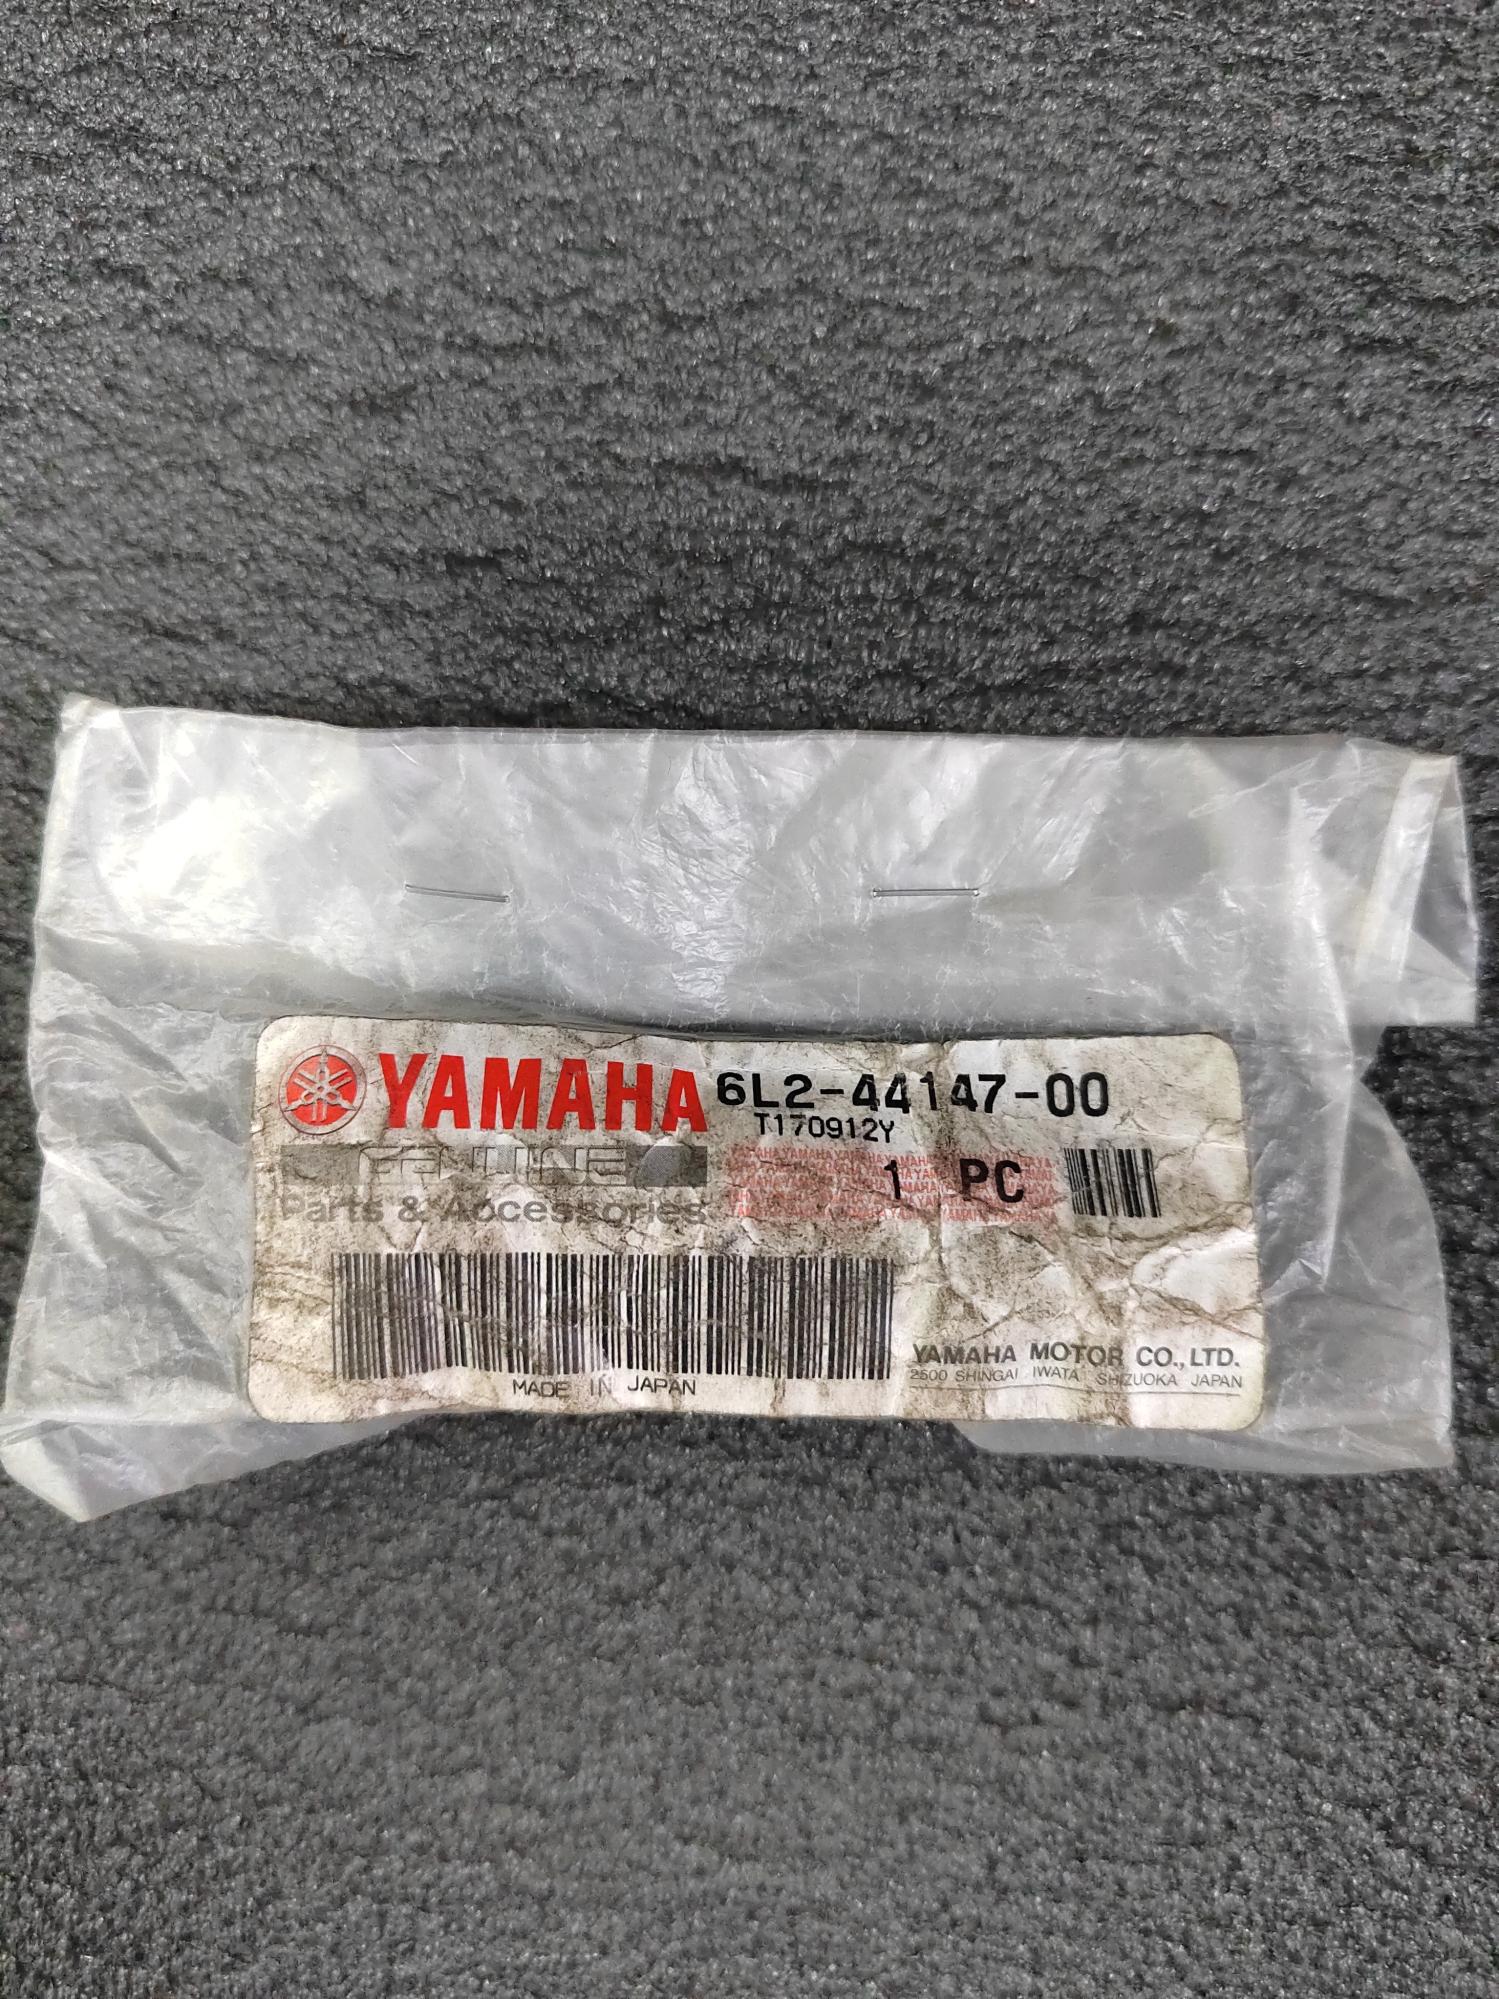 YAMAHA 6L2-44147-00
T170912Y
GENUINE
Parts & Accessories
1 PC
MADE IN JAPAN
YAMAHA MOTOR CO., LTD.
2500 SHINGAI IWATA SHIZUOKA JAPAN